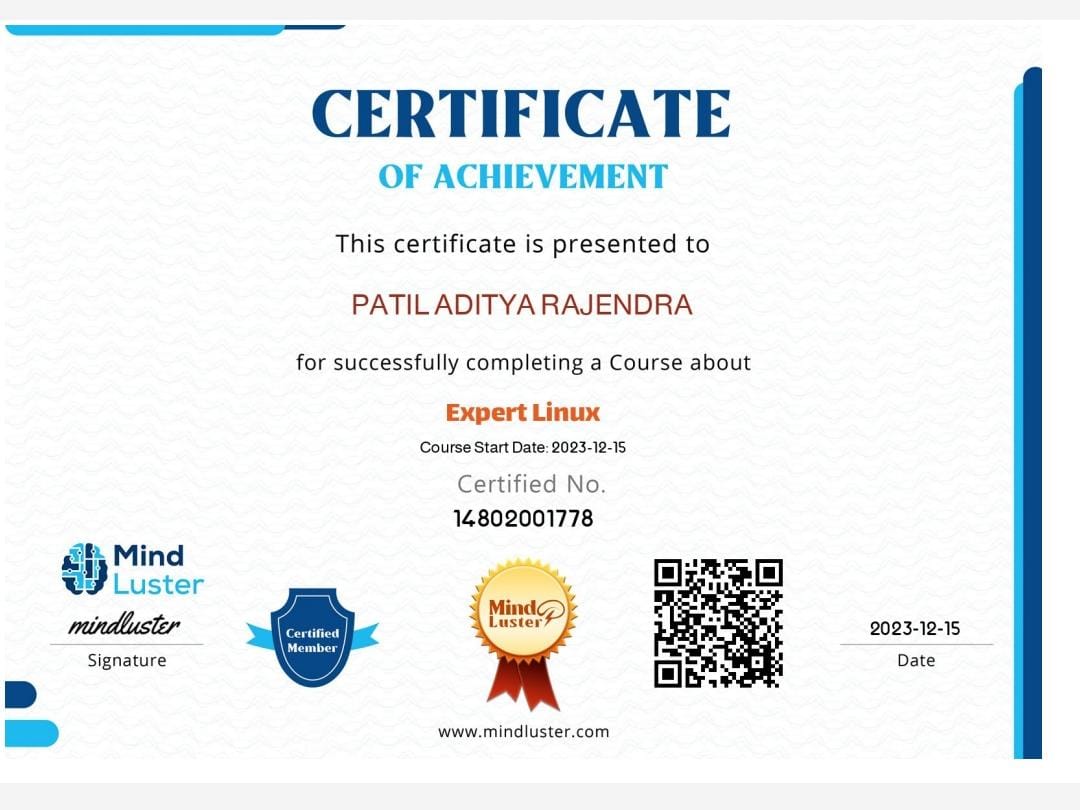 CERTIFICATE
OF ACHIEVEMENT
This certificate is presented to
PATIL ADITYA RAJENDRA
for successfully completing a Course about
Expert Linux
Course Start Date: 2023-12-15
Certified No.
14802001778
Mind
Luster
mindluster
Signature
Certified
Member
Mind
Luster
2023-12-15
Date
www.mindluster.com